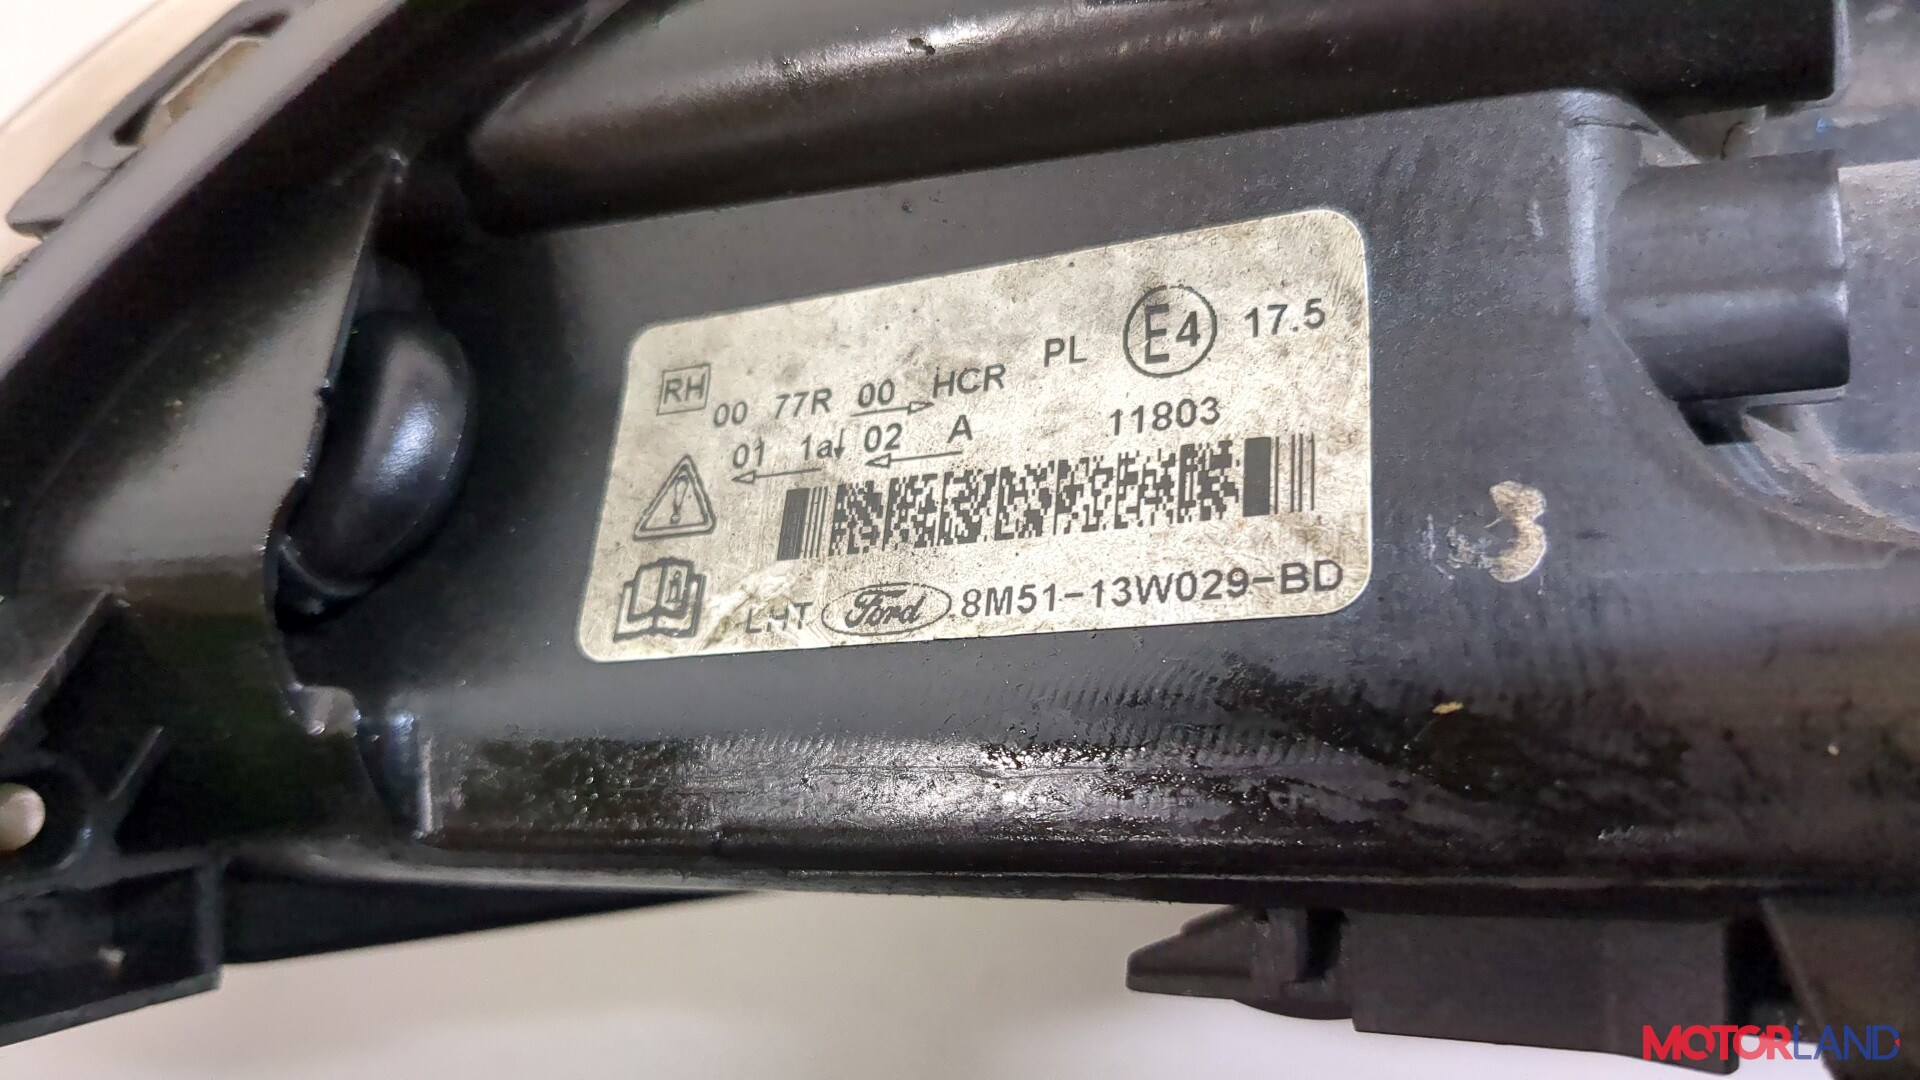 RH 00 77R 00 HCR PL E4 17.5
01 1a 02 A 11803
LHT Ford 8M51-13W029-BD
MOTORLAND